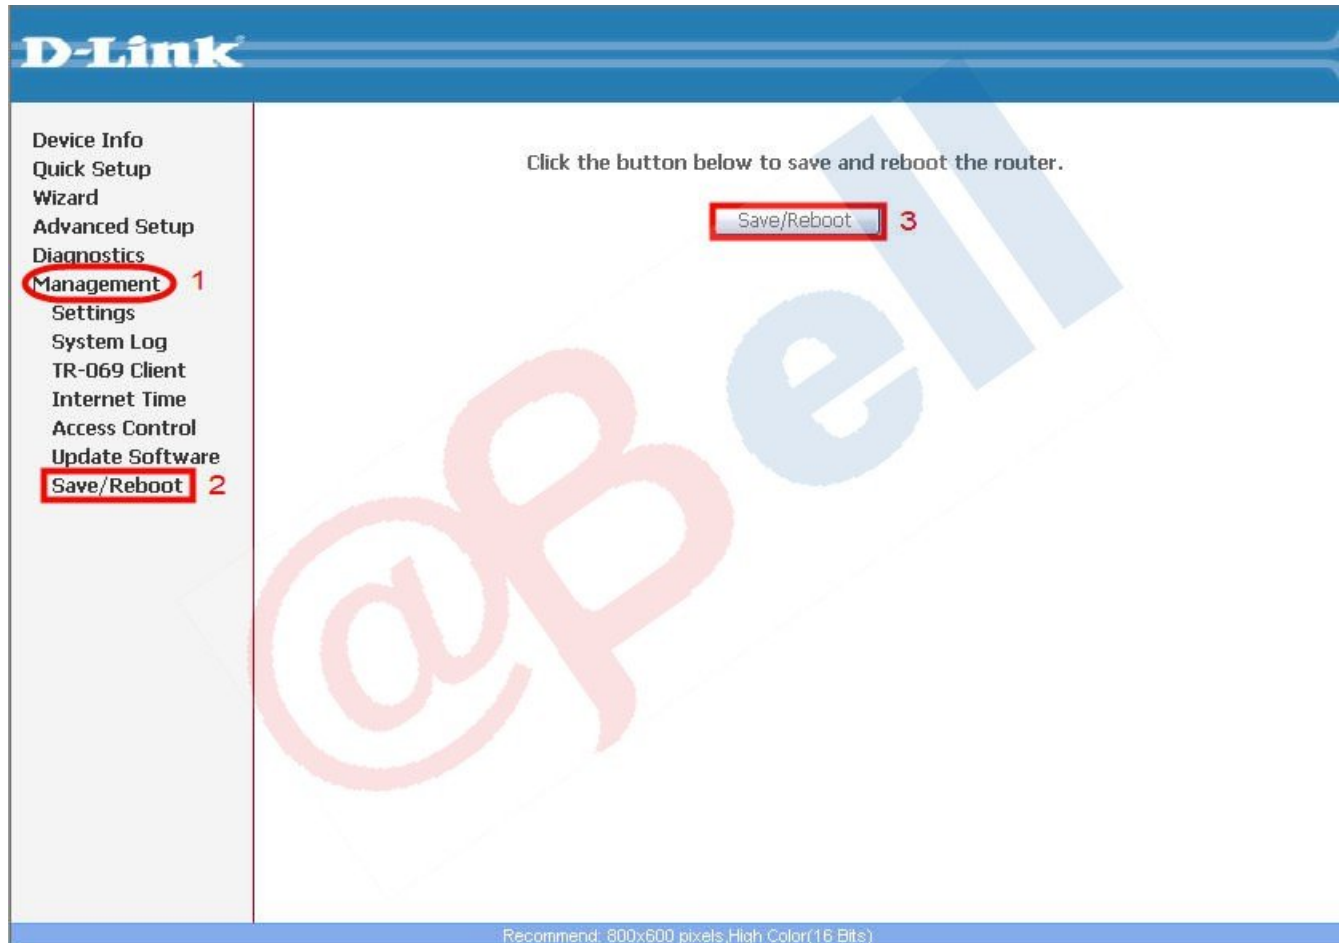 D-Link
Device Info
Quick Setup
Wizard
Advanced Setup
Diagnostics
Management 1
Settings
System Log
TR-069 Client
Internet Time
Access Control
Update Software
Save/Reboot 2
Click the button below to save and reboot the router.
Save/Reboot 3
@Bell
Recommend: 800x600 pixels,High Color(16 Bits)